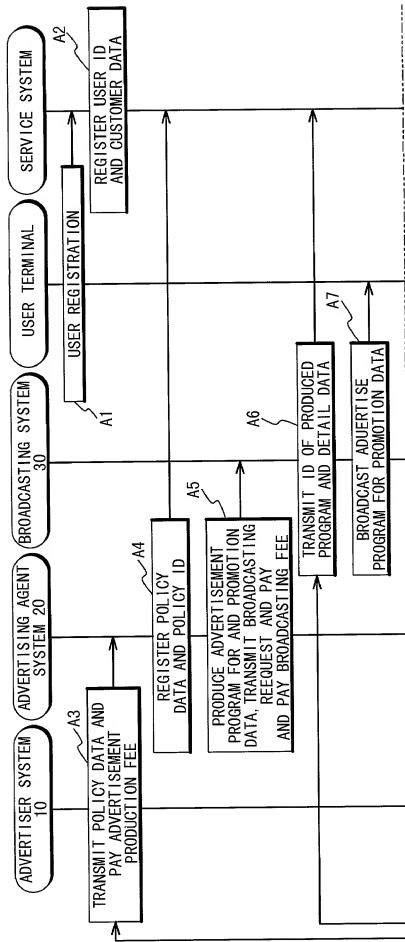 ADVERTISER SYSTEM
10
ADVERTISING AGENT
SYSTEM 20
BROADCASTING SYSTEM
30
USER TERMINAL
SERVICE SYSTEM
A1
USER REGISTRATION
A2
REGISTER USER ID
AND CUSTOMER DATA
A3
TRANSMIT POLICY DATA AND
PAY ADVERTISEMENT
PRODUCTION FEE
A4
REGISTER POLICY
DATA AND POLICY ID
A5
PRODUCE ADVERTISEMENT
PROGRAM FOR AND PROMOTION
DATA, TRANSMIT BROADCASTING
REEQUEST AND PAY
AND PAY BROADCASTING FEE
A6
TRANSMIT ID OF PRODUCED
PROGRAM AND DETAIL DATA
A7
BROADCAST ADUERTISE
PROGRAM FOR PROMOTION DATA